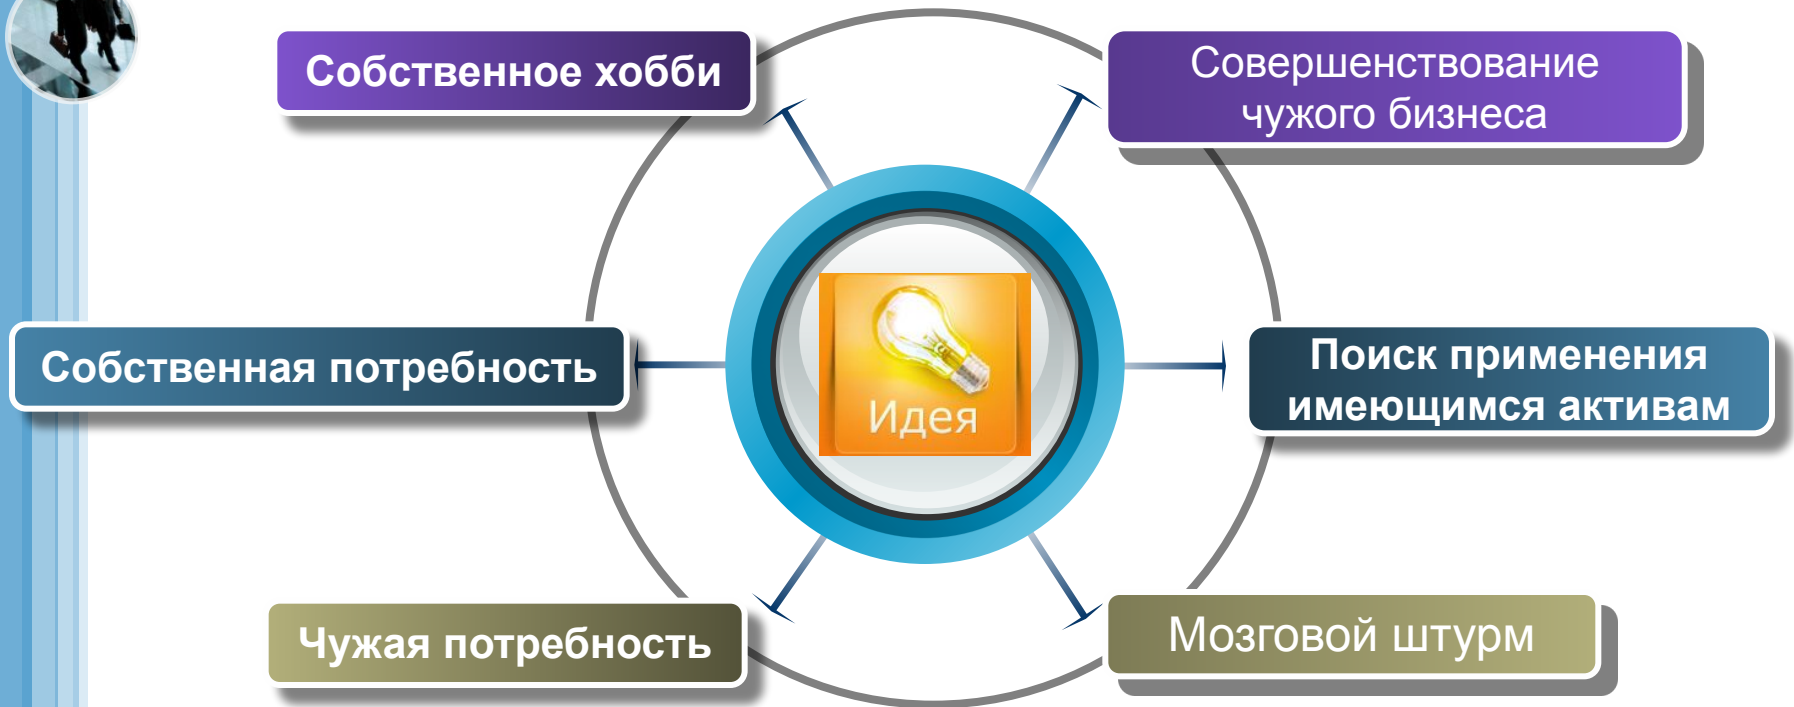 Собственное хобби
Совершенствование
чужого бизнеса
Собственная потребность
Идея
Поиск применения
имеющимся активам
Чужая потребность
Мозговой штурм